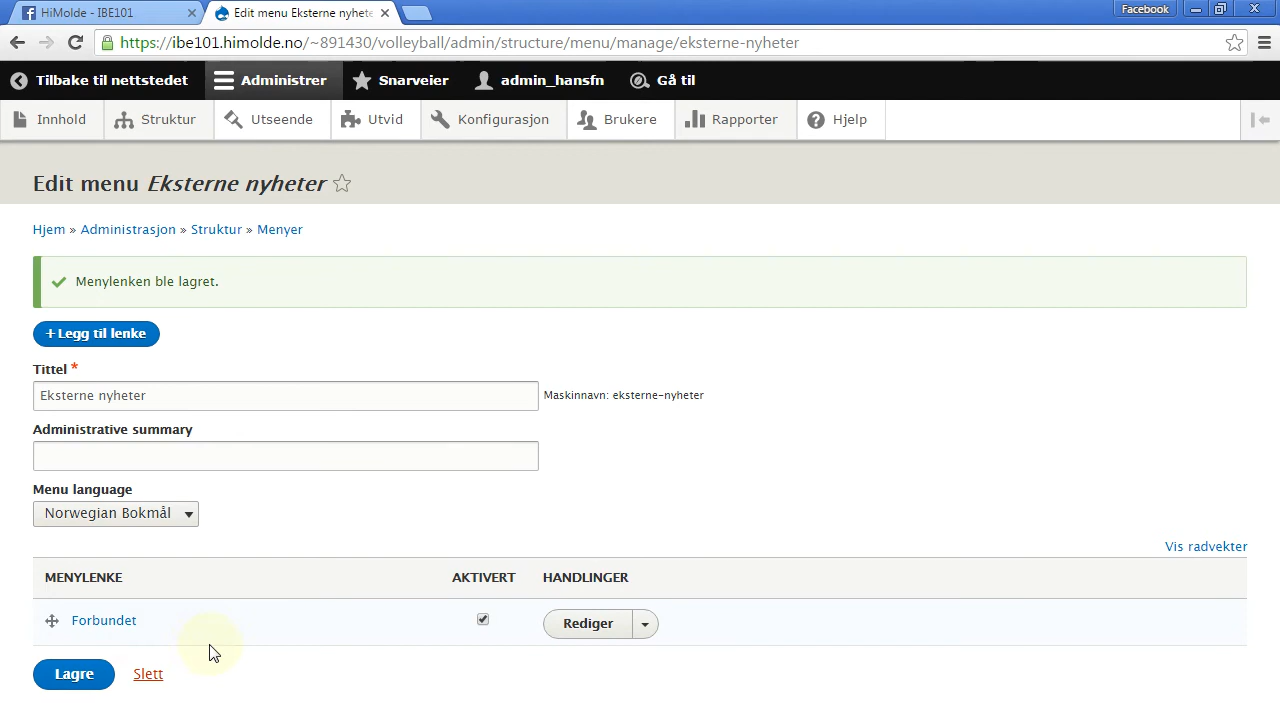 HiMolde - IBE101
Edit menu Eksterne nyhete
Facebook
https://ibe101.himolde.no/~891430/volleyball/admin/structure/menu/manage/eksterne-nyheter
Tilbake til nettstedet
Administrer
Snarveier
admin_hansfn
Gå til
Innhold
Struktur
Utseende
Utvid
Konfigurasjon
Brukere
Rapporter
Hjelp
Edit menu Eksterne nyheter
Hjem » Administrasjon » Struktur » Menyer
Menylenken ble lagret.
+ Legg til lenke
Tittel *
Eksterne nyheter
Maskinnavn: eksterne-nyheter
Administrative summary
Menu language
Norwegian Bokmål
Vis radvekter
MENYLENKE
AKTIVERT
HANDLINGER
Forbundet
Rediger
Lagre
Slett